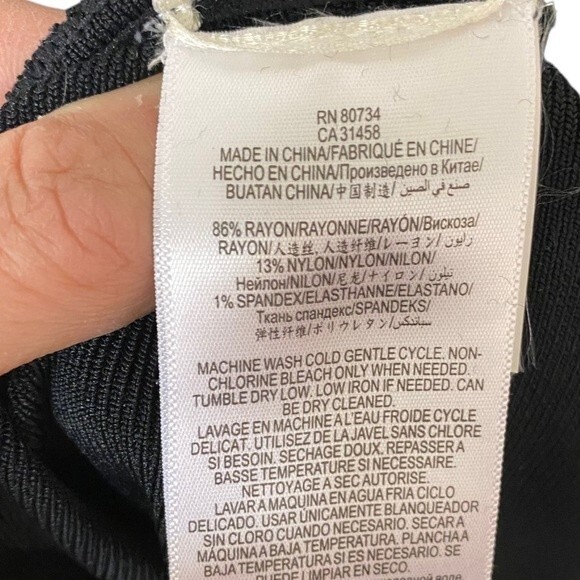 RN 80734
CA 31458
MADE IN CHINA/FABRIQUÉ EN CHINE/
HECHO EN CHINA/Произведено в Китае/
BUATAN CHINA/中国制造/صنع في الصين/
86% RAYON/RAYONNE/RAYÓN/Вискоза/
RAYON/人造丝, 人造纤维/レーヨン/رايون/
13% NYLON/NYLON/NILON/
Нейлон/NILON/尼龙/ナイロン/نيلون/
1% SPANDEX/ELASTHANNE/ELASTANO/
Ткань спандекс/SPANDEKS/
弹性纤维/ポリウレタン/سباندكس/
MACHINE WASH COLD GENTLE CYCLE. NON-
CHLORINE BLEACH ONLY WHEN NEEDED.
TUMBLE DRY LOW. LOW IRON IF NEEDED. CAN
BE DRY CLEANED.
LAVAGE EN MACHINE A L'EAU FROIDE CYCLE
DELICAT. UTILISEZ DE LA JAVEL SANS CHLORE
SI BESOIN. SECHAGE DOUX. REPASSER A
BASSE TEMPERATURE SI NECESSAIRE.
NETTOYAGE A SEC AUTORISE.
LAVAR A MAQUINA EN AGUA FRIA CICLO
DELICADO. USAR ÚNICAMENTE BLANQUEADOR
SIN CLORO CUANDO NECESARIO. SECAR A
MÁQUINA A BAJA TEMPERATURA. PLANCHA A
BAJA TEMPERATURA SI ES NECESARIO. SE
PUEDE LIMPIAR EN SECO.